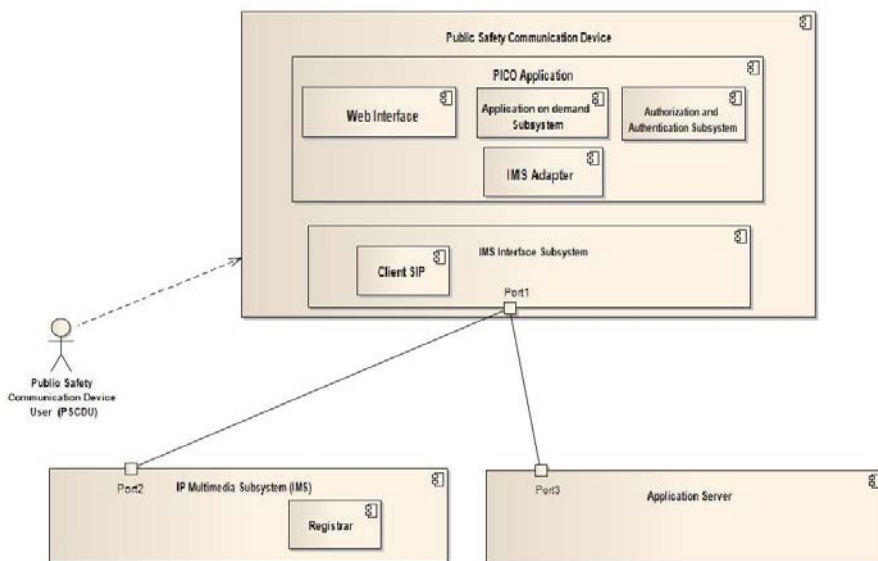 Public Safety Communication Device
PICO Application
Web Interface
Application on demand
Subsystem
Authorization and
Authentication Subsystem
IMS Adapter
IMS Interface Subsystem
Client SIP
Port1
Public Safety
Communication Device
User (PSCDU)
Port2
IP Multimedia Subsystem (IMS)
Registrar
Port3
Application Server